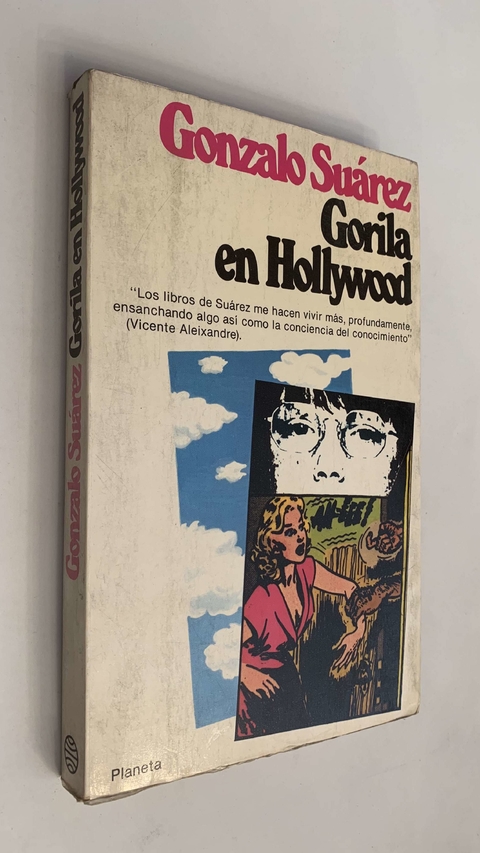 Gonzalo Suárez
Gorila
en Hollywood
“Los libros de Suárez me hacen vivir más, profundamente,
ensanchando algo así como la conciencia del conocimiento”
(Vicente Aleixandre).
Planeta
Gonzalo Suárez Gorila en Hollywood